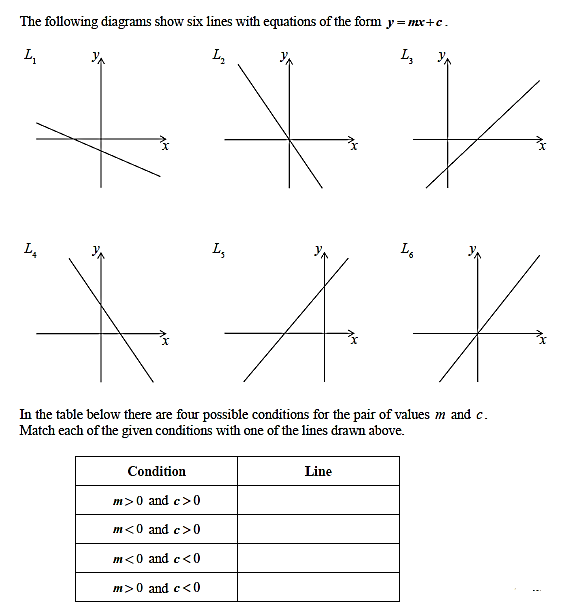 The following diagrams show six lines with equations of the form y = mx + c .
L₁ y L₂ y L₃ y
x x x
L₄ y L₅ y L₆ y
x x x
In the table below there are four possible conditions for the pair of values m and c .
Match each of the given conditions with one of the lines drawn above.
Condition Line
m > 0 and c > 0
m < 0 and c > 0
m < 0 and c < 0
m > 0 and c < 0